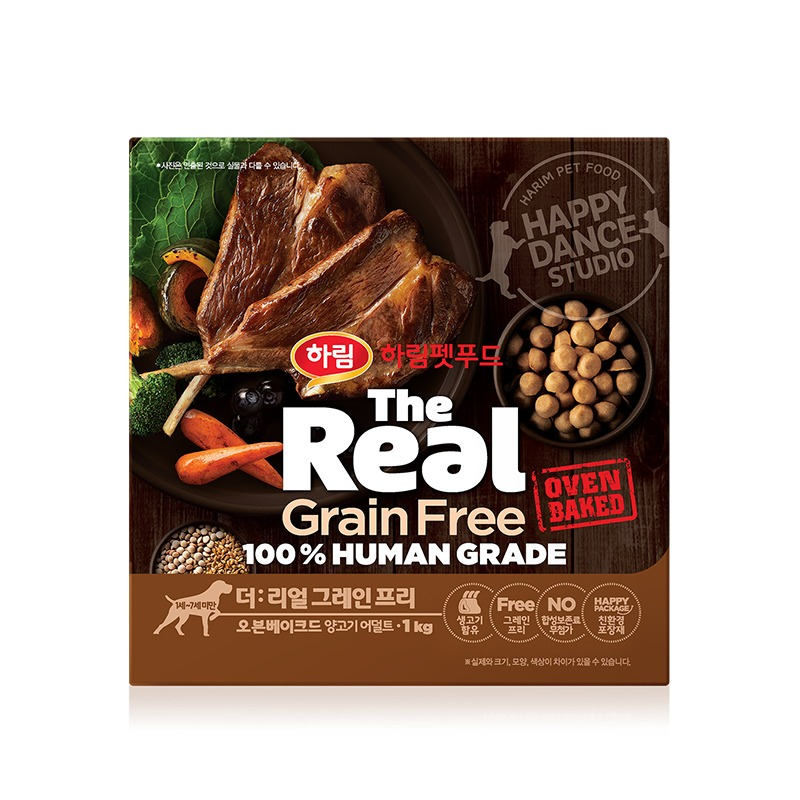 *사진은 연출된 것으로 실물과 다를 수 있습니다.
HARIM PET FOOD
HAPPY
DANCE
STUDIO
하림 하림펫푸드
The
Real
Grain Free
OVEN
BAKED
100% HUMAN GRADE
1세~7세 미만
더:리얼 그레인 프리
오븐베이크드 양고기 어덜트·1kg
생고기
함유
Free
그레인
프리
NO
합성보존료
무첨가
HAPPY
PACKAGE
친환경
포장재
※실제와 크기, 모양, 색상이 차이가 있을 수 있습니다.